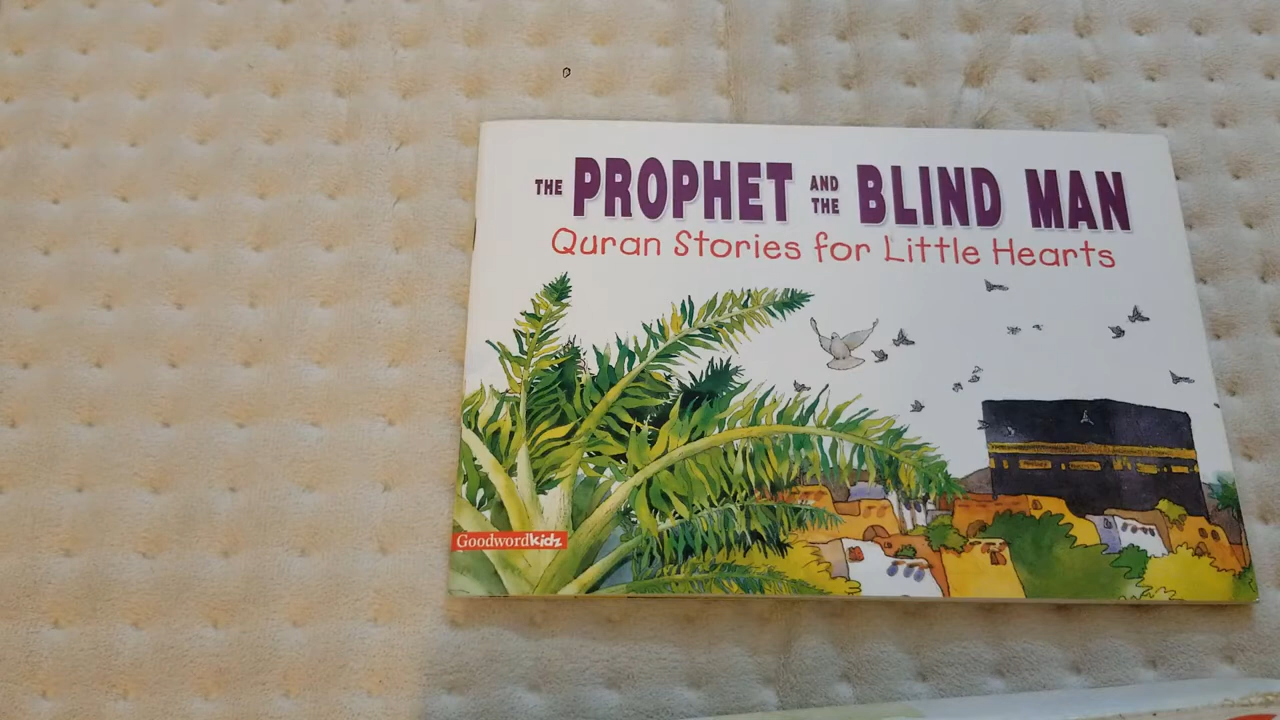 THE PROPHET AND THE BLIND MAN
Quran Stories for Little Hearts
Goodwordkidz